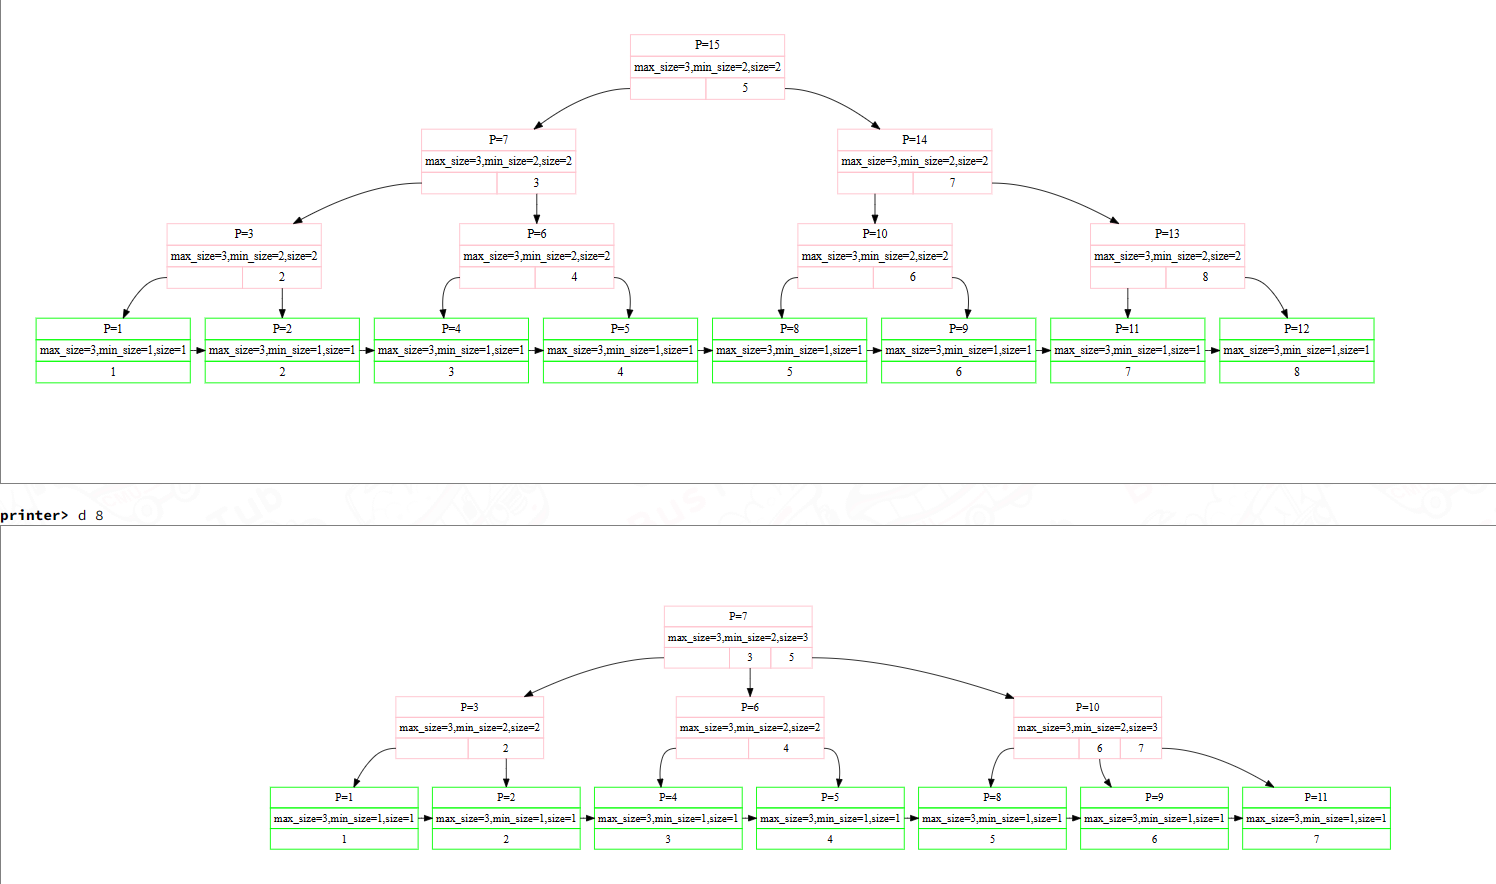 P=15
max_size=3,min_size=2,size=2
5
P=7
P=14
max_size=3,min_size=2,size=2
max_size=3,min_size=2,size=2
3
7
P=3
P=6
P=10
P=13
max_size=3,min_size=2,size=2
max_size=3,min_size=2,size=2
max_size=3,min_size=2,size=2
max_size=3,min_size=2,size=2
2
4
6
8
P=1
P=2
P=4
P=5
P=8
P=9
P=11
P=12
max_size=3,min_size=1,size=1
max_size=3,min_size=1,size=1
max_size=3,min_size=1,size=1
max_size=3,min_size=1,size=1
max_size=3,min_size=1,size=1
max_size=3,min_size=1,size=1
max_size=3,min_size=1,size=1
max_size=3,min_size=1,size=1
1
2
3
4
5
6
7
8
printer> d 8
P=7
max_size=3,min_size=2,size=3
3 5
P=3
P=6
P=10
max_size=3,min_size=2,size=2
max_size=3,min_size=2,size=2
max_size=3,min_size=2,size=3
2
4
6 7
P=1
P=2
P=4
P=5
P=8
P=9
P=11
max_size=3,min_size=1,size=1
max_size=3,min_size=1,size=1
max_size=3,min_size=1,size=1
max_size=3,min_size=1,size=1
max_size=3,min_size=1,size=1
max_size=3,min_size=1,size=1
max_size=3,min_size=1,size=1
1
2
3
4
5
6
7